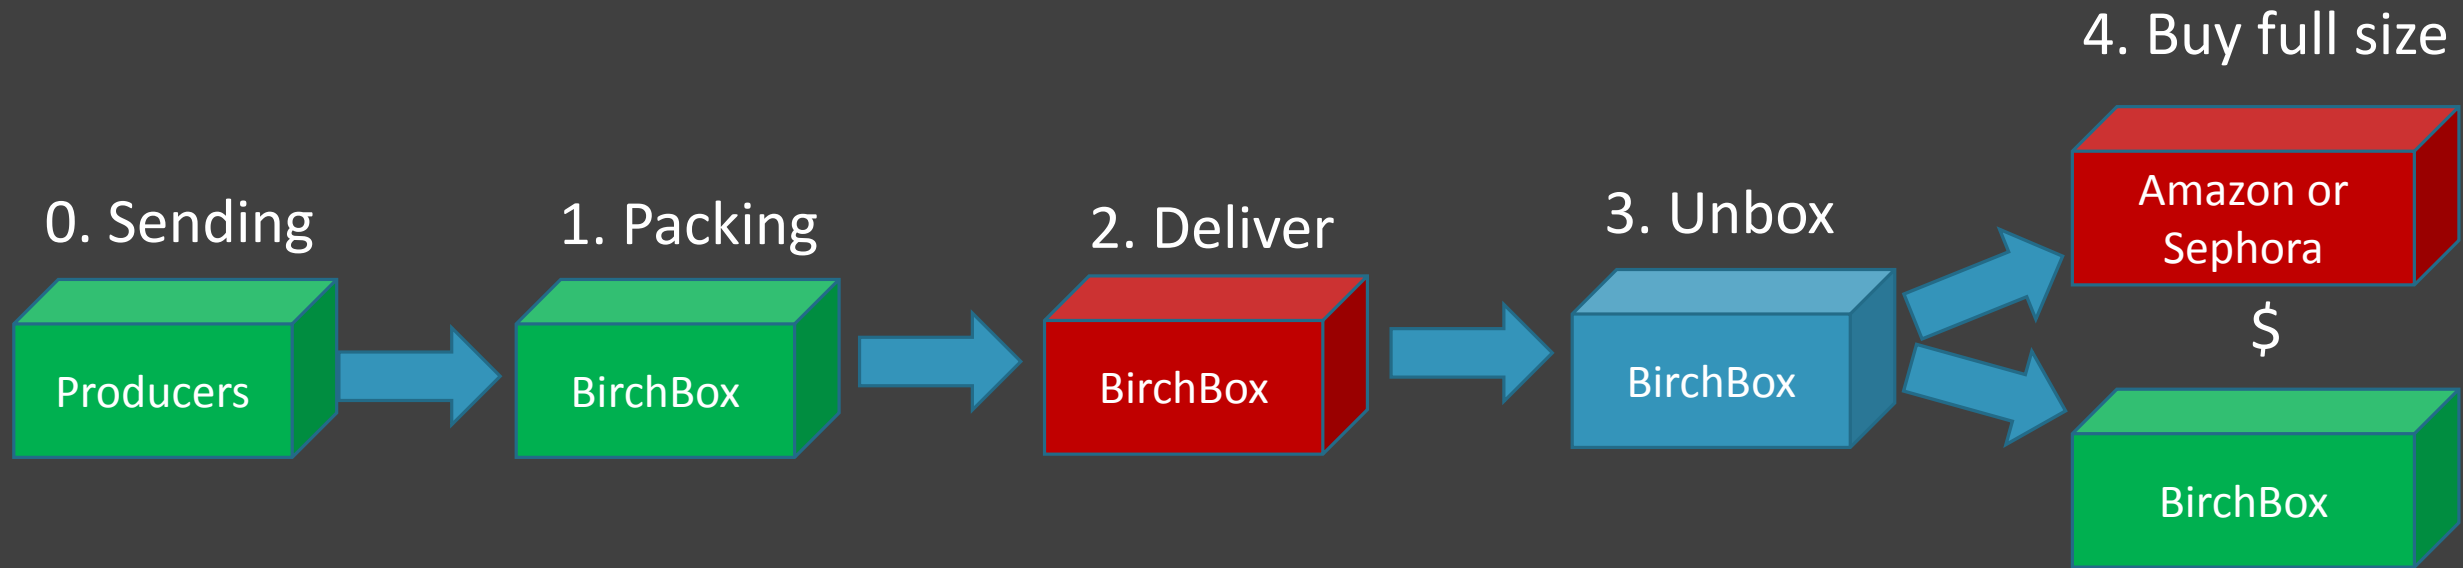 0. Sending
Producers
1. Packing
BirchBox
2. Deliver
BirchBox
3. Unbox
BirchBox
4. Buy full size
Amazon or
Sephora
$
BirchBox